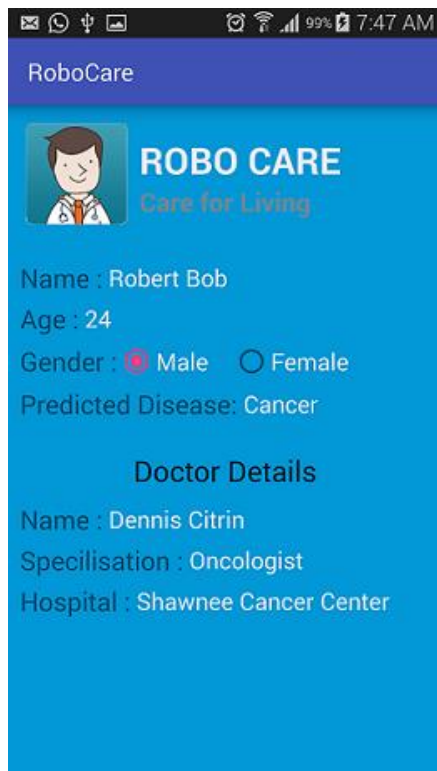 99% 7:47 AM
RoboCare
ROBO CARE
Care for Living
Name : Robert Bob
Age : 24
Gender : Male Female
Predicted Disease: Cancer
Doctor Details
Name : Dennis Citrin
Specilisation : Oncologist
Hospital : Shawnee Cancer Center